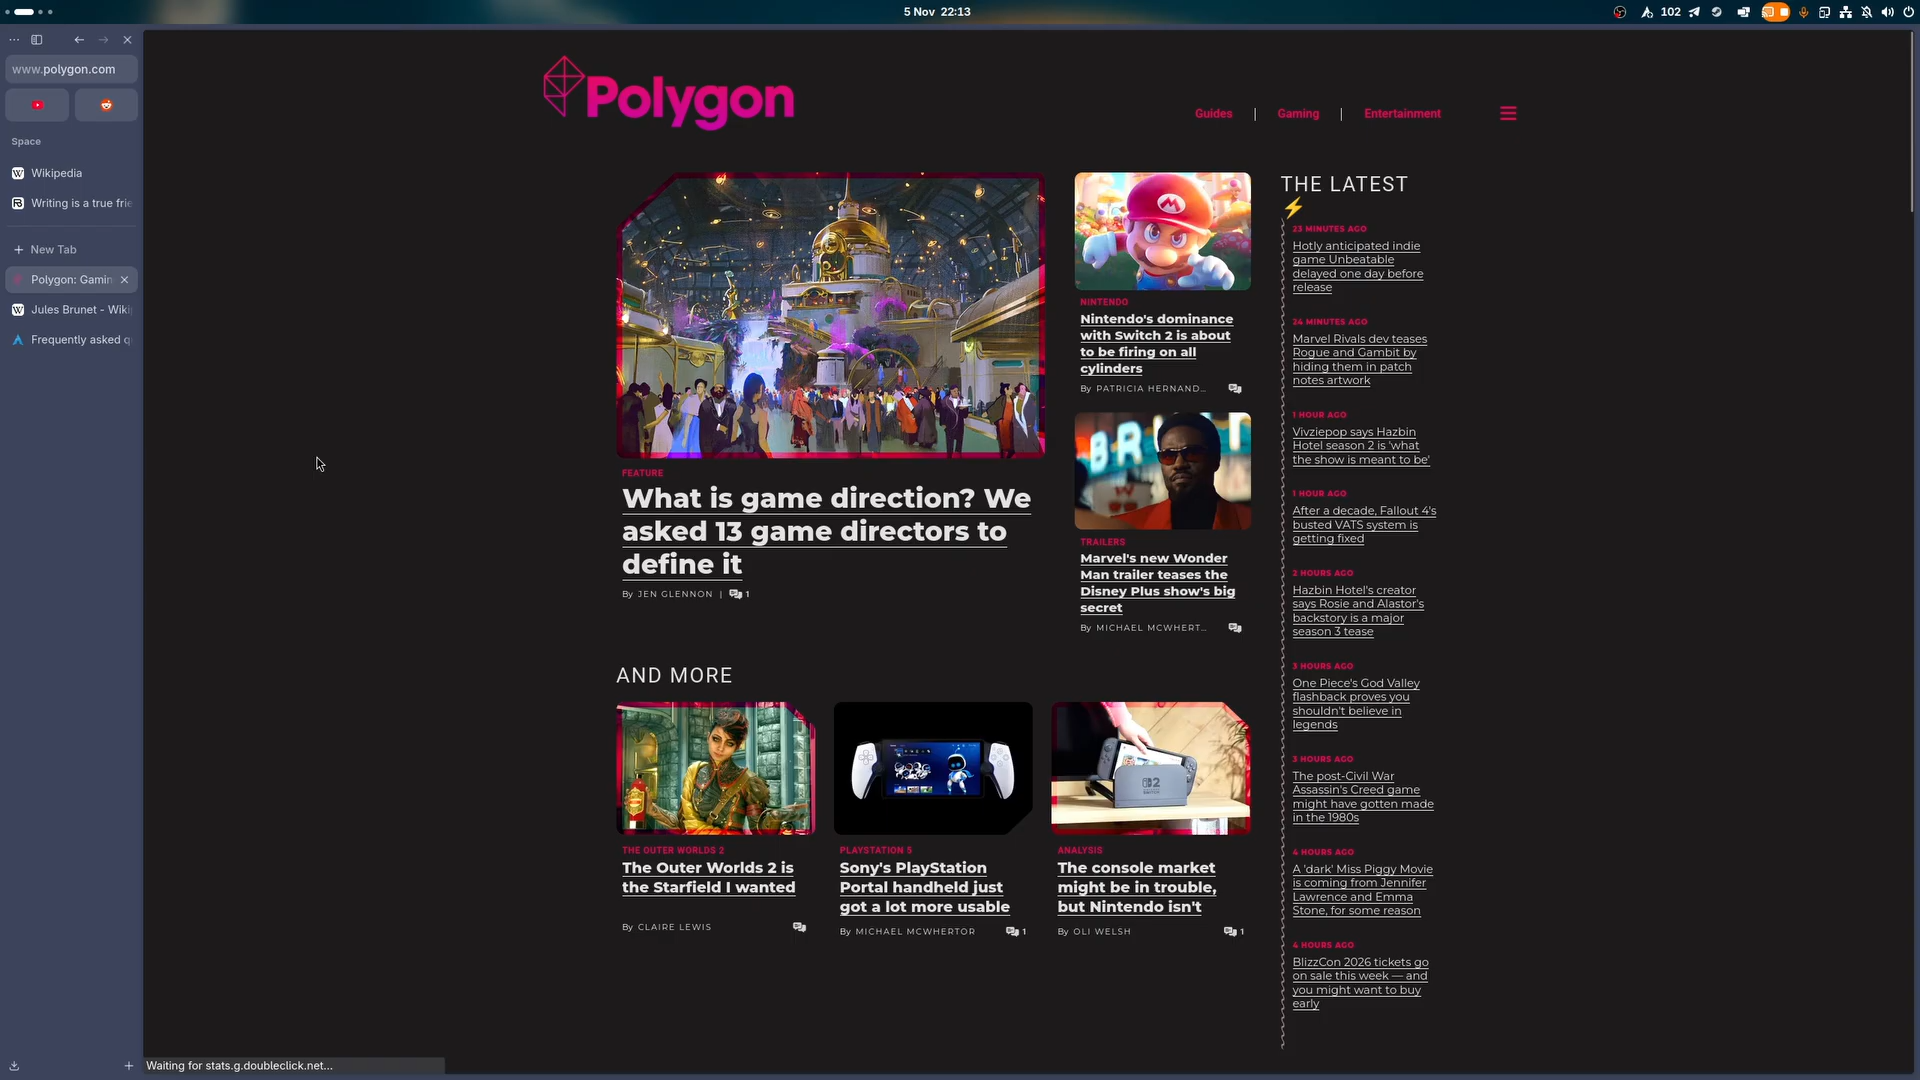 5 Nov 22:13
102
www.polygon.com
Space
Wikipedia
Writing is a true frie
New Tab
Polygon: Gamin
Jules Brunet - Wiki
Frequently asked q
Polygon
Guides | Gaming | Entertainment
FEATURE
What is game direction? We
asked 13 game directors to
define it
By JEN GLENNON | 1
NINTENDO
Nintendo's dominance
with Switch 2 is about
to be firing on all
cylinders
By PATRICIA HERNAND...
BR
TRAILERS
Marvel's new Wonder
Man trailer teases the
Disney Plus show's big
secret
By MICHAEL MCWHERT...
AND MORE
THE OUTER WORLDS 2
The Outer Worlds 2 is
the Starfield I wanted
By CLAIRE LEWIS
PLAYSTATION 5
Sony's PlayStation
Portal handheld just
got a lot more usable
By MICHAEL MCWHERTOR 1
2
ANALYSIS
The console market
might be in trouble,
but Nintendo isn't
By OLI WELSH 1
THE LATEST
23 MINUTES AGO
Hotly anticipated indie
game Unbeatable
delayed one day before
release
24 MINUTES AGO
Marvel Rivals dev teases
Rogue and Gambit by
hiding them in patch
notes artwork
1 HOUR AGO
Vivziepop says Hazbin
Hotel season 2 is 'what
the show is meant to be'
1 HOUR AGO
After a decade, Fallout 4's
busted VATS system is
getting fixed
2 HOURS AGO
Hazbin Hotel's creator
says Rosie and Alastor's
backstory is a major
season 3 tease
3 HOURS AGO
One Piece's God Valley
flashback proves you
shouldn't believe in
legends
3 HOURS AGO
The post-Civil War
Assassin's Creed game
might have gotten made
in the 1980s
4 HOURS AGO
A 'dark' Miss Piggy Movie
is coming from Jennifer
Lawrence and Emma
Stone, for some reason
4 HOURS AGO
BlizzCon 2026 tickets go
on sale this week — and
you might want to buy
early
Waiting for stats.g.doubleclick.net...